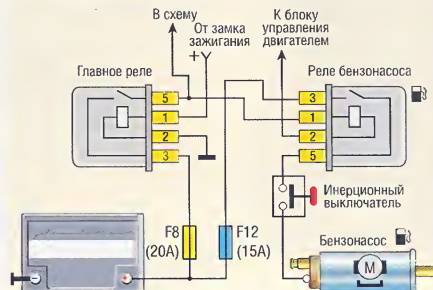 В схему
От замка
зажигания
+
К блоку
управления
двигателем
Главное реле
Реле бензонасоса
5
1
2
3
3
1
2
5
Инерционный
выключатель
F8
(20A)
F12
(15A)
Бензонасос
M
-
+